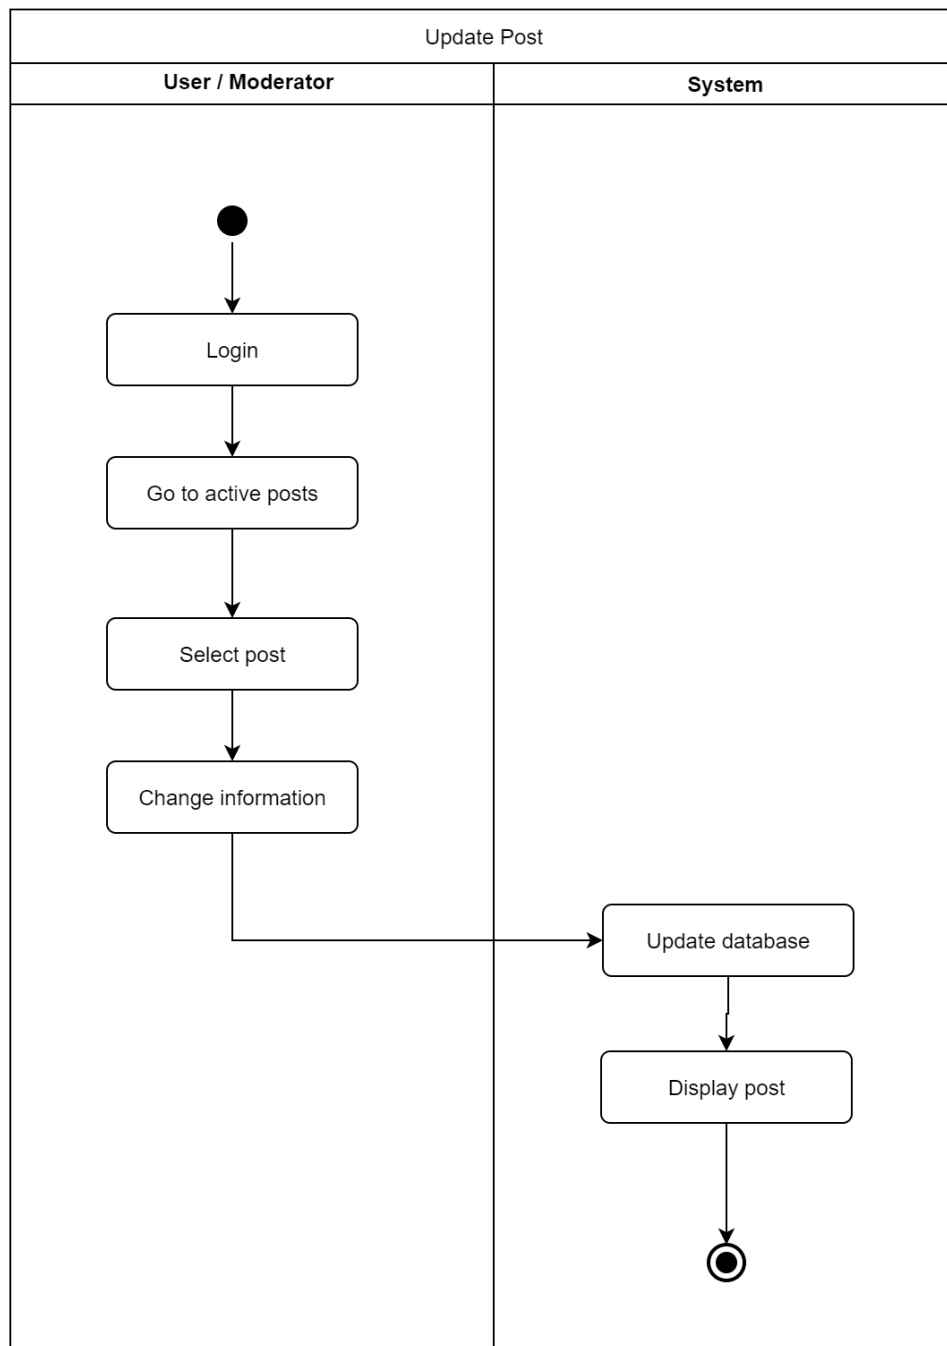 Update Post
User / Moderator
System
Login
Go to active posts
Select post
Change information
Update database
Display post